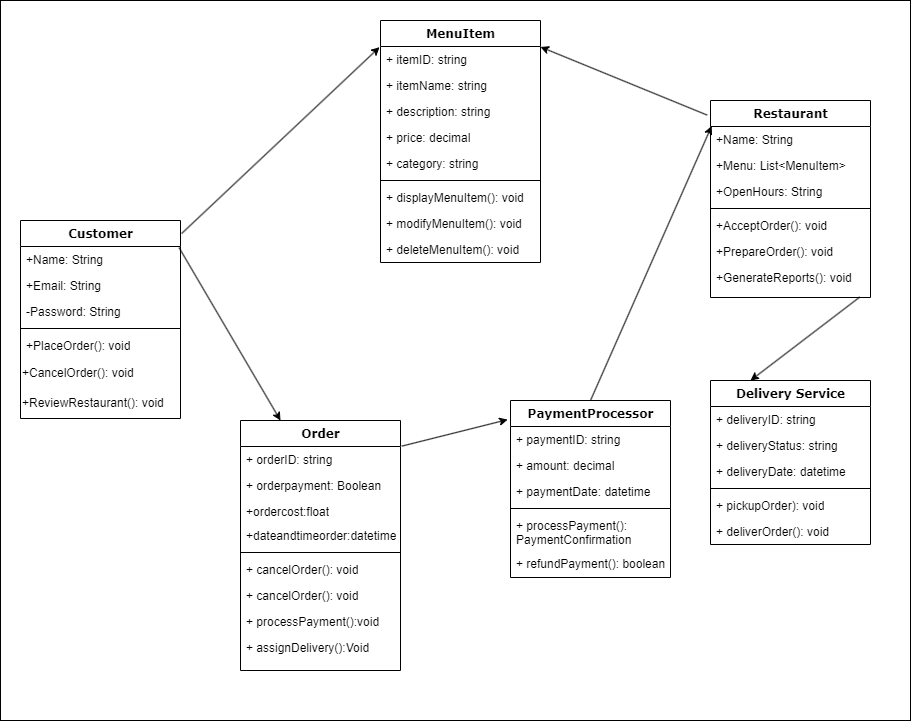 MenuItem
+ itemID: string
+ itemName: string
+ description: string
+ price: decimal
+ category: string
+ displayMenuItem(): void
+ modifyMenuItem(): void
+ deleteMenuItem(): void
Restaurant
+Name: String
+Menu: List<MenuItem>
+OpenHours: String
+AcceptOrder(): void
+PrepareOrder(): void
+GenerateReports(): void
Customer
+Name: String
+Email: String
-Password: String
+PlaceOrder(): void
+CancelOrder(): void
+ReviewRestaurant(): void
Order
+ orderID: string
+ orderpayment: Boolean
+ordercost:float
+dateandtimeorder:datetime
+ cancelOrder(): void
+ cancelOrder(): void
+ processPayment():void
+ assignDelivery():Void
PaymentProcessor
+ paymentID: string
+ amount: decimal
+ paymentDate: datetime
+ processPayment():
PaymentConfirmation
+ refundPayment(): boolean
Delivery Service
+ deliveryID: string
+ deliveryStatus: string
+ deliveryDate: datetime
+ pickupOrder): void
+ deliverOrder(): void